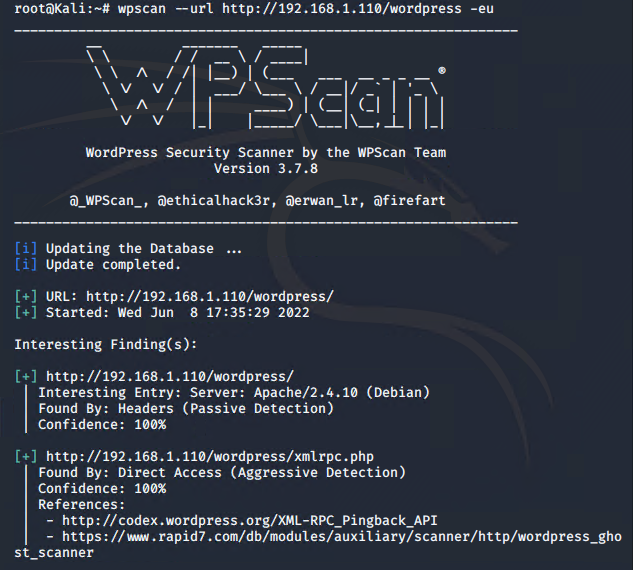 root@Kali:~# wpscan --url http://192.168.1.110/wordpress -eu
_______________________________________________________________
WPScan ®
WordPress Security Scanner by the WPScan Team
Version 3.7.8
@_WPScan_, @ethicalhack3r, @erwan_lr, @firefart
_______________________________________________________________
[i] Updating the Database ...
[i] Update completed.
[+] URL: http://192.168.1.110/wordpress/
[+] Started: Wed Jun  8 17:35:29 2022
Interesting Finding(s):
[+] http://192.168.1.110/wordpress/
| Interesting Entry: Server: Apache/2.4.10 (Debian)
| Found By: Headers (Passive Detection)
| Confidence: 100%
[+] http://192.168.1.110/wordpress/xmlrpc.php
| Found By: Direct Access (Aggressive Detection)
| Confidence: 100%
| References:
|  - http://codex.wordpress.org/XML-RPC_Pingback_API
|  - https://www.rapid7.com/db/modules/auxiliary/scanner/http/wordpress_gho
st_scanner